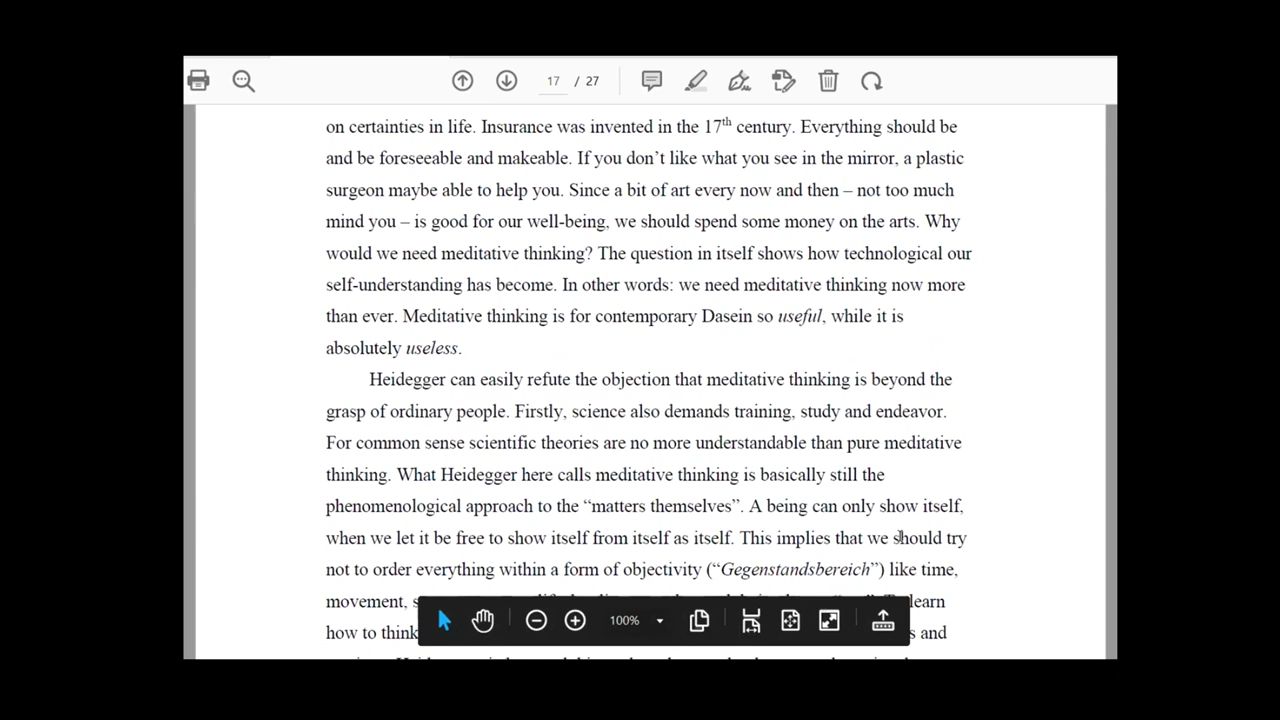 17 / 27
on certainties in life. Insurance was invented in the 17th century. Everything should be
and be foreseeable and makeable. If you don’t like what you see in the mirror, a plastic
surgeon maybe able to help you. Since a bit of art every now and then – not too much
mind you – is good for our well-being, we should spend some money on the arts. Why
would we need meditative thinking? The question in itself shows how technological our
self-understanding has become. In other words: we need meditative thinking now more
than ever. Meditative thinking is for contemporary Dasein so useful, while it is
absolutely useless.
Heidegger can easily refute the objection that meditative thinking is beyond the
grasp of ordinary people. Firstly, science also demands training, study and endeavor.
For common sense scientific theories are no more understandable than pure meditative
thinking. What Heidegger here calls meditative thinking is basically still the
phenomenological approach to the “matters themselves”. A being can only show itself,
when we let it be free to show itself from itself as itself. This implies that we should try
not to order everything within a form of objectivity (“Gegenstandsbereich”) like time,
movement, learn
how to think and
100%